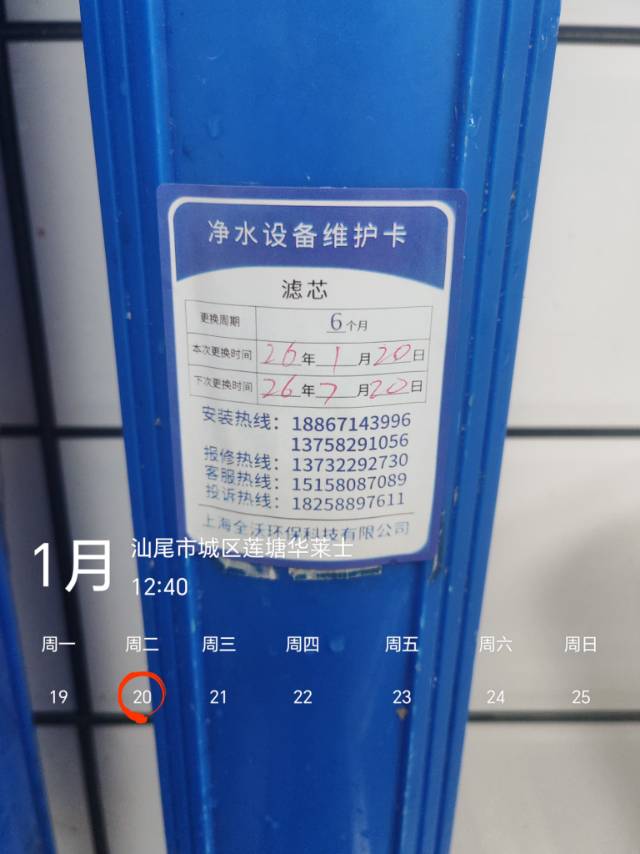 净水设备维护卡
滤芯
更换周期 6个月
本次更换时间 26年1月20日
下次更换时间 26年7月20日
安装热线：18867143996
13758291056
报修热线：13732292730
客服热线：15158087089
投诉热线：18258897611
上海全沃环保科技有限公司
1月
汕尾市城区莲塘华莱士
12:40
周一 周二 周三 周四 周五 周六 周日
19 20 21 22 23 24 25